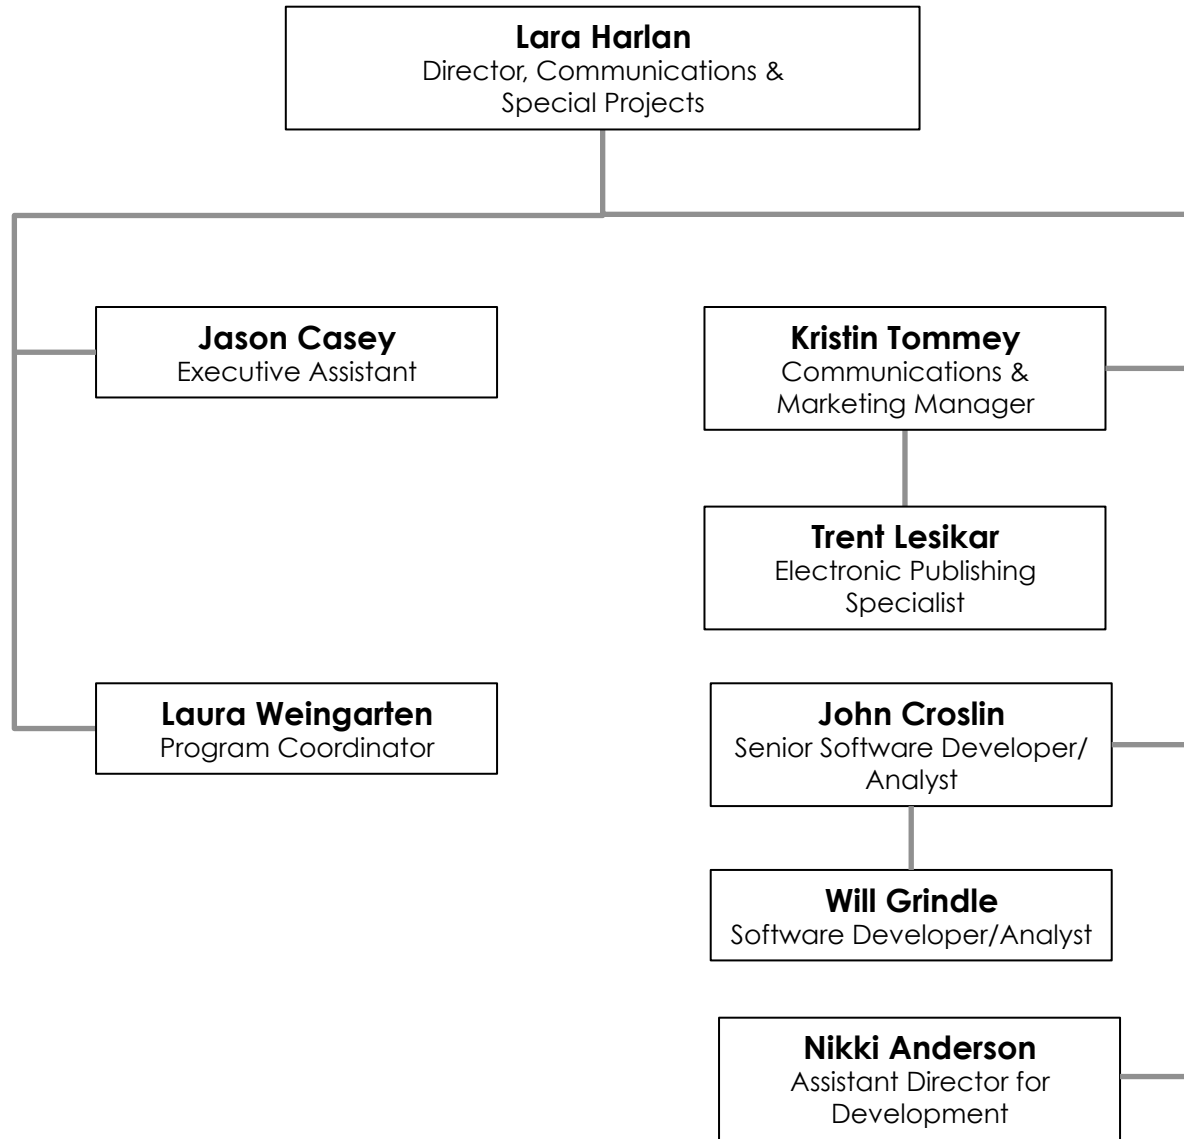 Lara Harlan
Director, Communications &
Special Projects
Jason Casey
Executive Assistant
Kristin Tommey
Communications &
Marketing Manager
Trent Lesikar
Electronic Publishing
Specialist
Laura Weingarten
Program Coordinator
John Croslin
Senior Software Developer/
Analyst
Will Grindle
Software Developer/Analyst
Nikki Anderson
Assistant Director for
Development